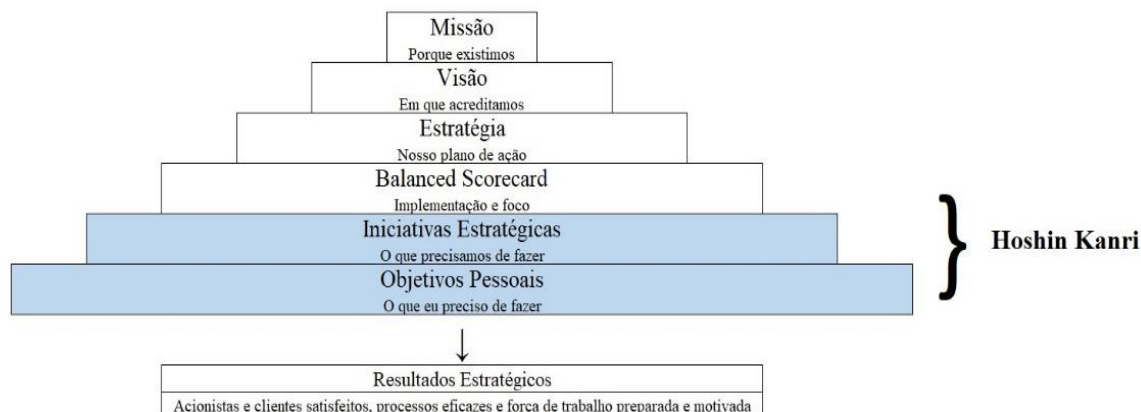 Missão
Porque existimos
Visão
Em que acreditamos
Estratégia
Nosso plano de ação
Balanced Scorecard
Implementação e foco
Iniciativas Estratégicas
O que precisamos de fazer
Objetivos Pessoais
O que eu preciso de fazer
Hoshin Kanri
Resultados Estratégicos
Acionistas e clientes satisfeitos, processos eficazes e força de trabalho preparada e motivada